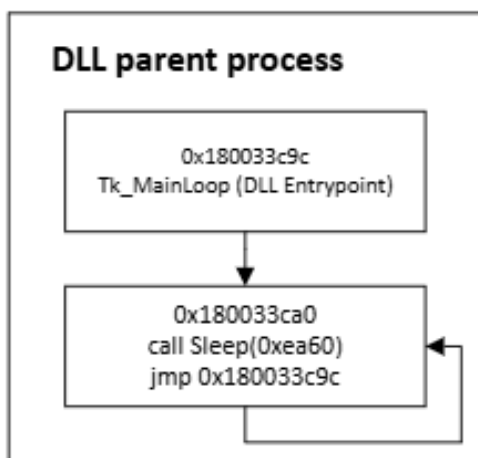 DLL parent process
0x180033c9c
Tk_MainLoop (DLL Entrypoint)
0x180033ca0
call Sleep(0xea60)
jmp 0x180033c9c